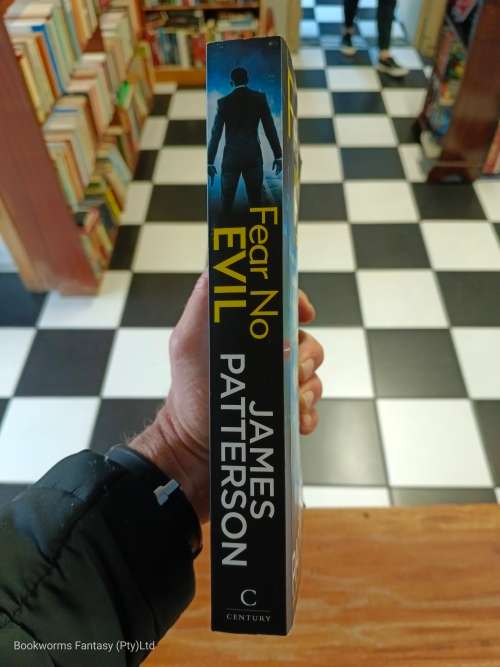 Fear No
EVIL
JAMES
PATTERSON
C
CENTURY
Bookworms Fantasy (Pty)Ltd